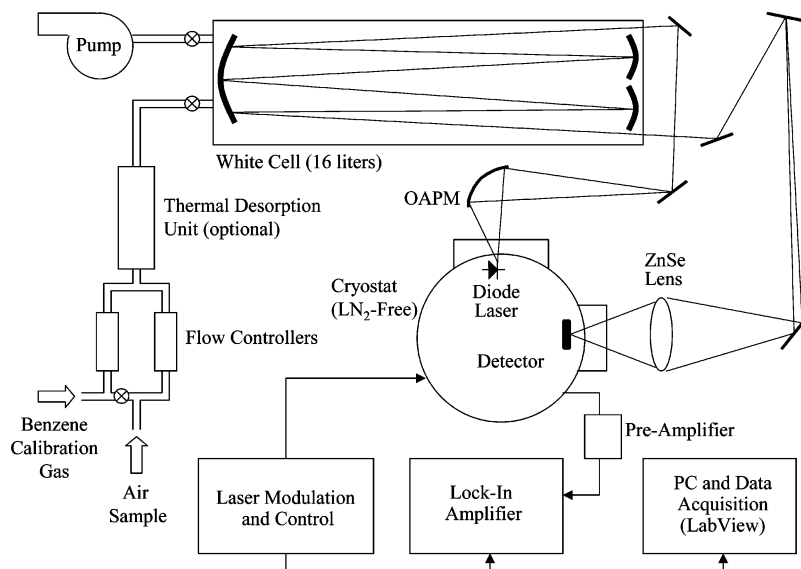 Pump
White Cell (16 liters)
OAPM
Thermal Desorption
Unit (optional)
ZnSe
Lens
Cryostat
(LN2-Free)
Diode
Laser
Flow Controllers
Detector
Benzene
Calibration
Gas
Pre-Amplifier
Air
Sample
Laser Modulation
and Control
Lock-In
Amplifier
PC and Data
Acquisition
(LabView)